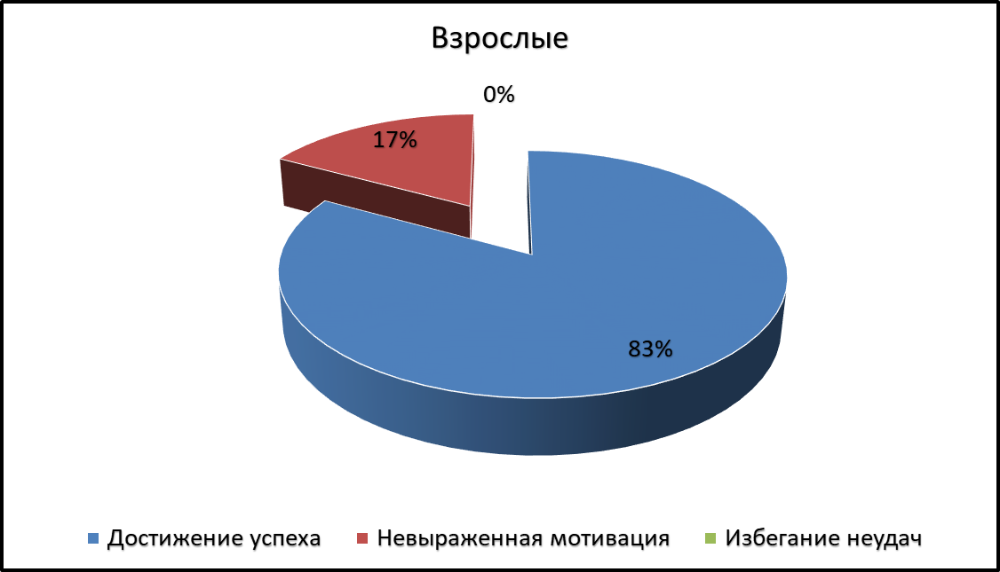 Взрослые
0%
17%
83%
Достижение успеха
Невыраженная мотивация
Избегание неудач